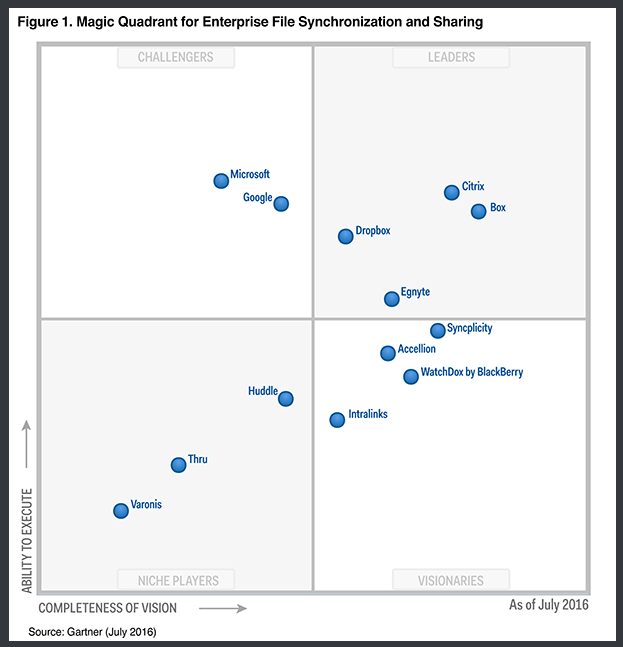 Figure 1. Magic Quadrant for Enterprise File Synchronization and Sharing
CHALLENGERS
LEADERS
Microsoft
Google
Citrix
Box
Dropbox
Egnyte
Syncplicity
Accellion
WatchDox by BlackBerry
Huddle
Intralinks
Thru
Varonis
NICHE PLAYERS
VISIONARIES
ABILITY TO EXECUTE
COMPLETENESS OF VISION
As of July 2016
Source: Gartner (July 2016)